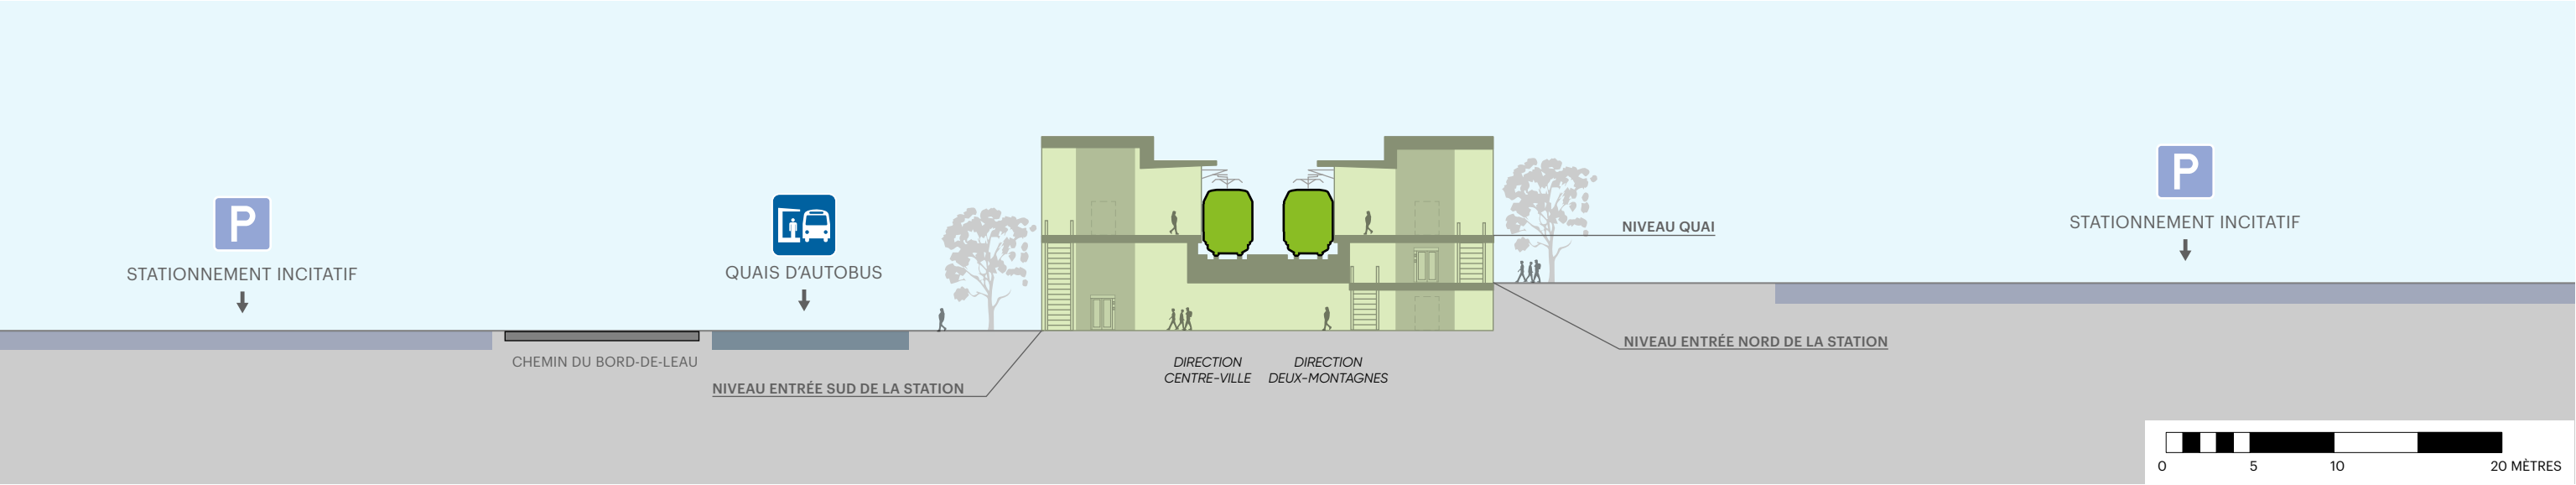 P
STATIONNEMENT INCITATIF
QUAIS D'AUTOBUS
CHEMIN DU BORD-DE-LEAU
NIVEAU ENTRÉE SUD DE LA STATION
DIRECTION
CENTRE-VILLE
DIRECTION
DEUX-MONTAGNES
NIVEAU QUAI
NIVEAU ENTRÉE NORD DE LA STATION
P
STATIONNEMENT INCITATIF
0 5 10 20 MÈTRES